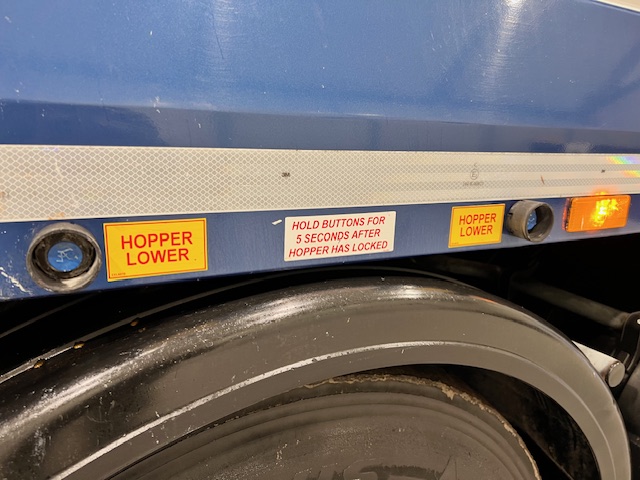 HOPPER
LOWER
HOLD BUTTONS FOR
5 SECONDS AFTER
HOPPER HAS LOCKED
HOPPER
LOWER